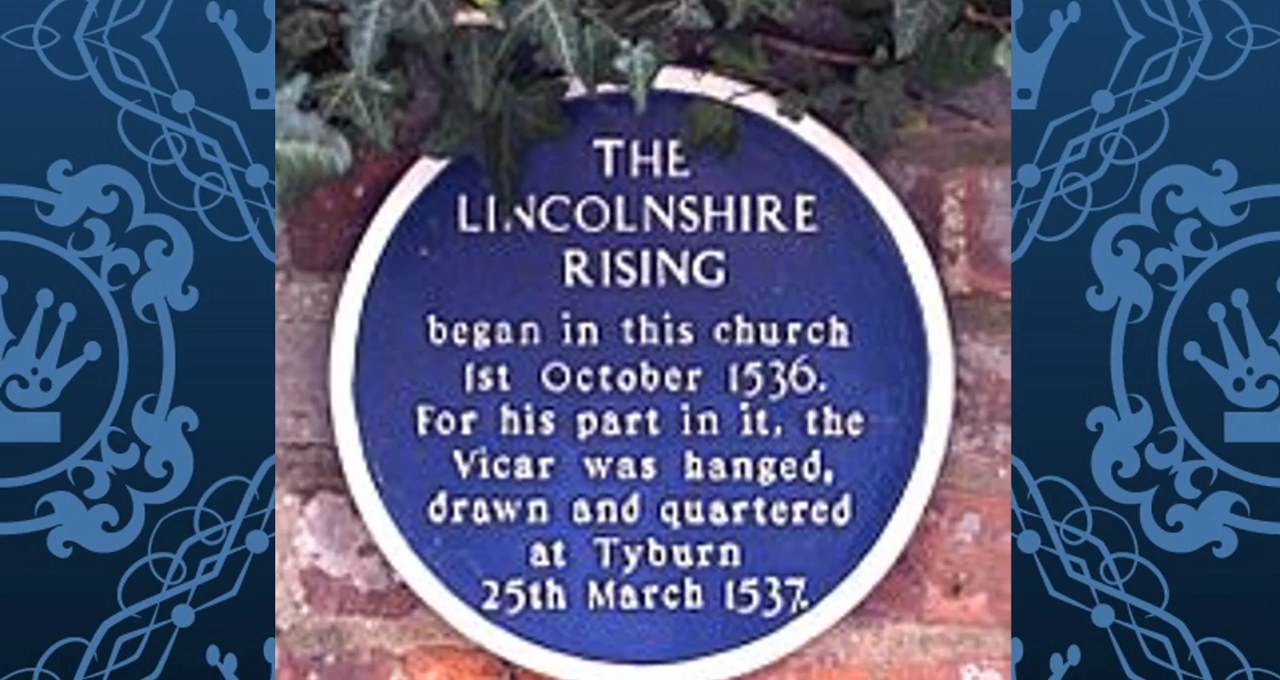 THE
LINCOLNSHIRE
RISING
began in this church
1st October 1536.
For his part in it, the
Vicar was hanged,
drawn and quartered
at Tyburn
25th March 1537.